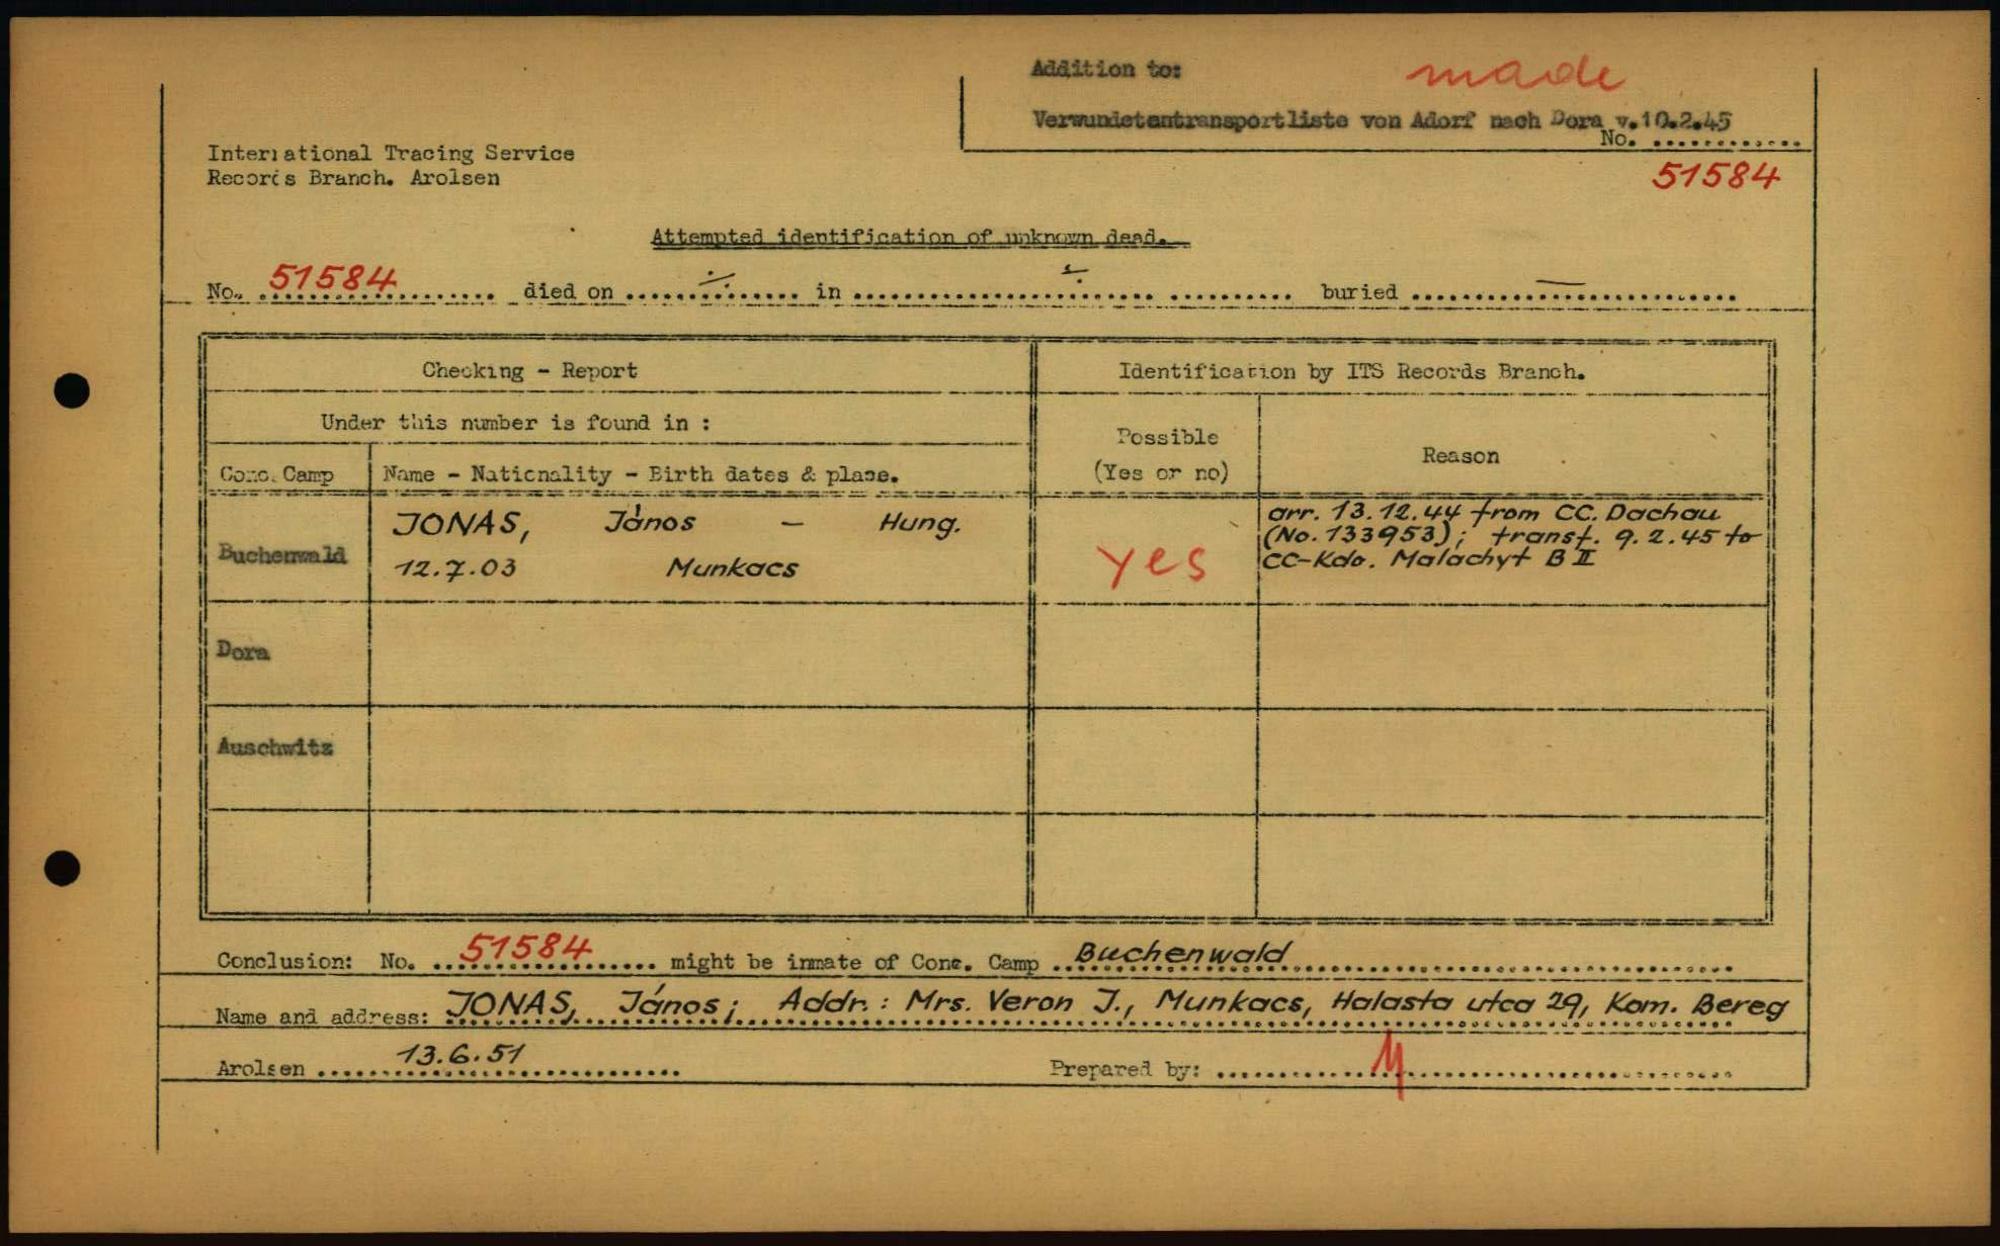 Addition to: made
Verwundetentransportliste von Adorf nach Dora v.10.2.45
No. ............
International Tracing Service
Records Branch. Arolsen
51584
Attempted identification of unknown dead.
No. 51584 died on ./. in ./. buried —
Checking - Report
Identification by ITS Records Branch.
Under this number is found in :
Possible
(Yes or no)
Reason
Conc. Camp
Name - Nationality - Birth dates & place.
Buchenwald
JONAS, János — Hung.
12.7.03 Munkacs
yes
arr. 13.12.44 from CC. Dachau
(No. 133953); transf. 9.2.45 to
CC-Kdo. Malachyt B II
Dora
Auschwitz
Conclusion: No. 51584 might be inmate of Conc. Camp Buchenwald
Name and address: JONAS, János; Addr.: Mrs. Veron J., Munkacs, Halasta utca 29, Kom. Bereg
Arolsen 13.6.51
Prepared by: